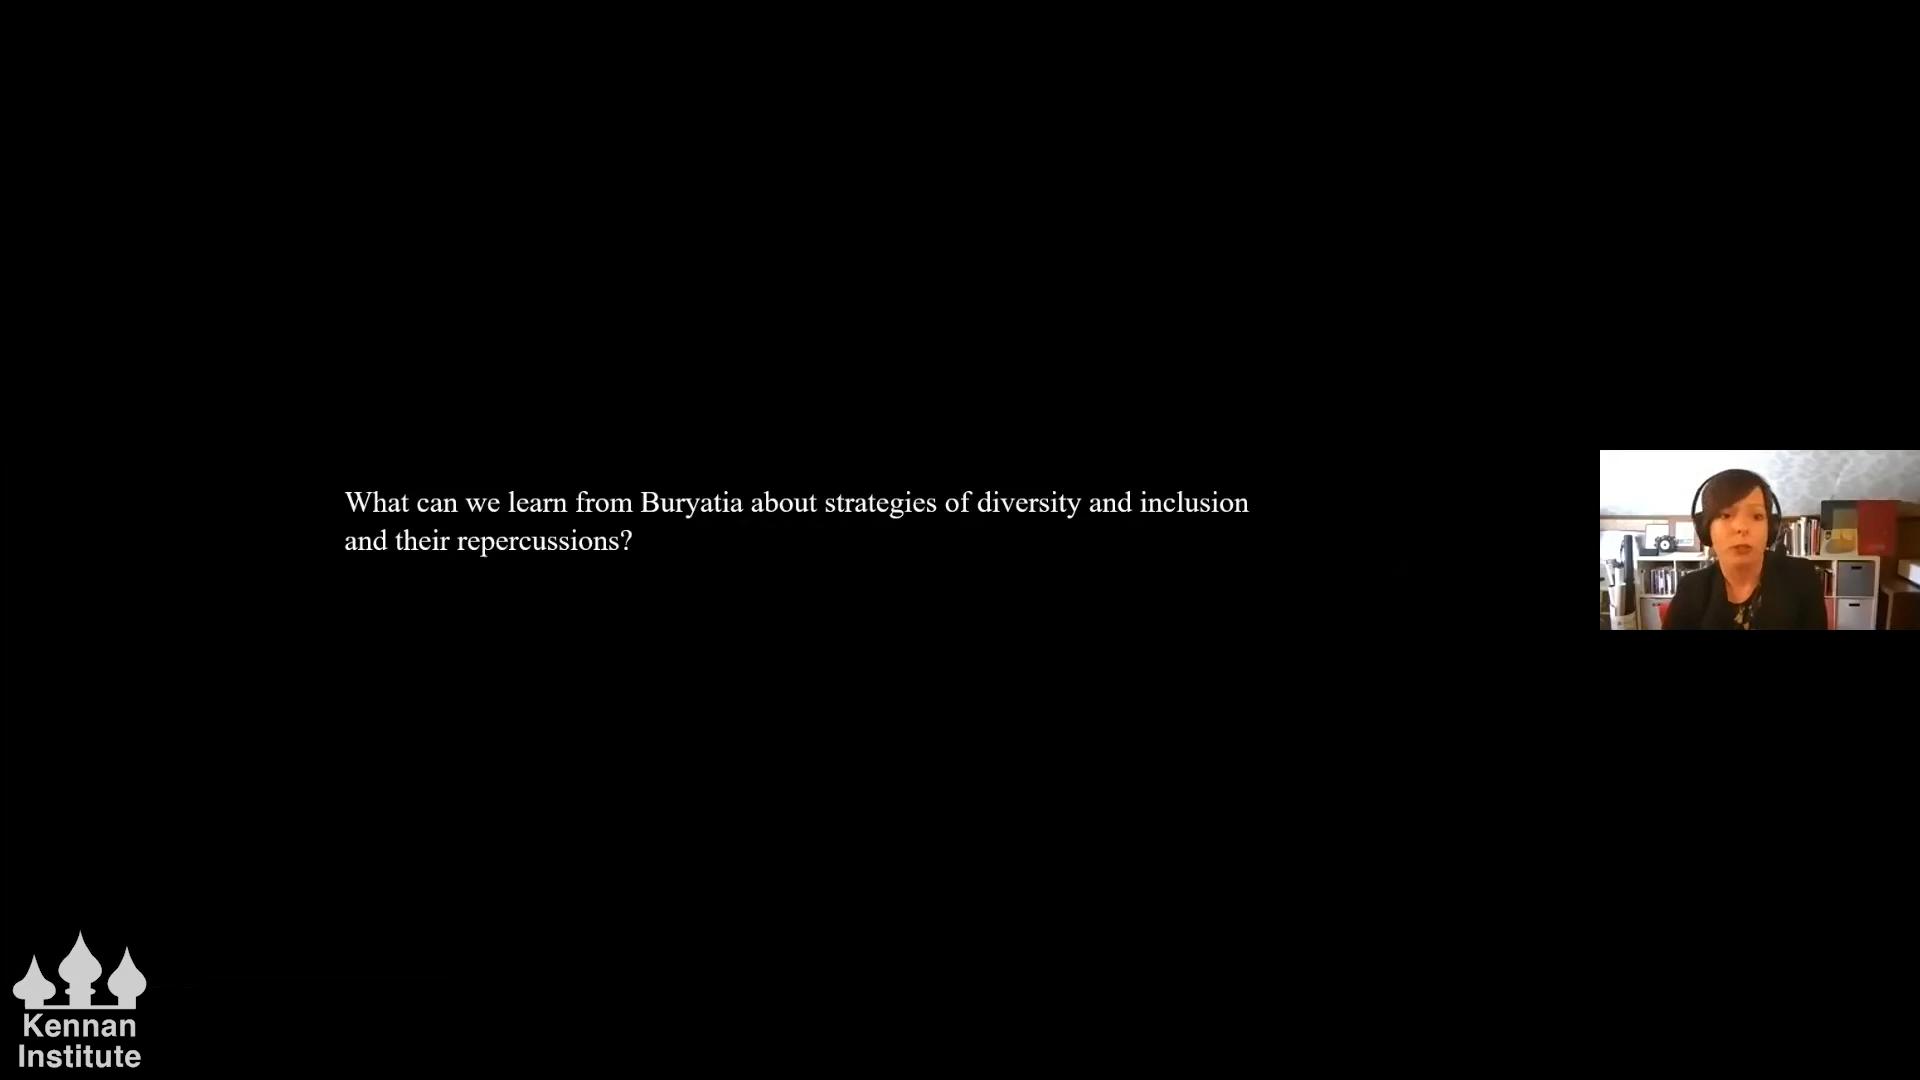 What can we learn from Buryatia about strategies of diversity and inclusion
and their repercussions?
Kennan
Institute